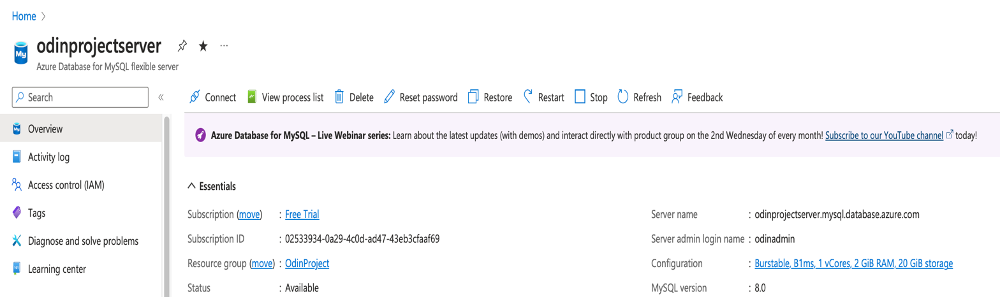 Home
odinprojectserver
Azure Database for MySQL flexible server
Search
Connect View process list Delete Reset password Restore Restart Stop Refresh Feedback
My Overview
Activity log
Access control (IAM)
Tags
Diagnose and solve problems
Learning center
Azure Database for MySQL – Live Webinar series: Learn about the latest updates (with demos) and interact directly with product group on the 2nd Wednesday of every month! Subscribe to our YouTube channel today!
Essentials
Subscription (move) : Free Trial
Subscription ID : 02533934-0a29-4c0d-ad47-43eb3cfaaf69
Resource group (move) : OdinProject
Status : Available
Server name : odinprojectserver.mysql.database.azure.com
Server admin login name : odinadmin
Configuration : Burstable, B1ms, 1 vCores, 2 GiB RAM, 20 GiB storage
MySQL version : 8.0